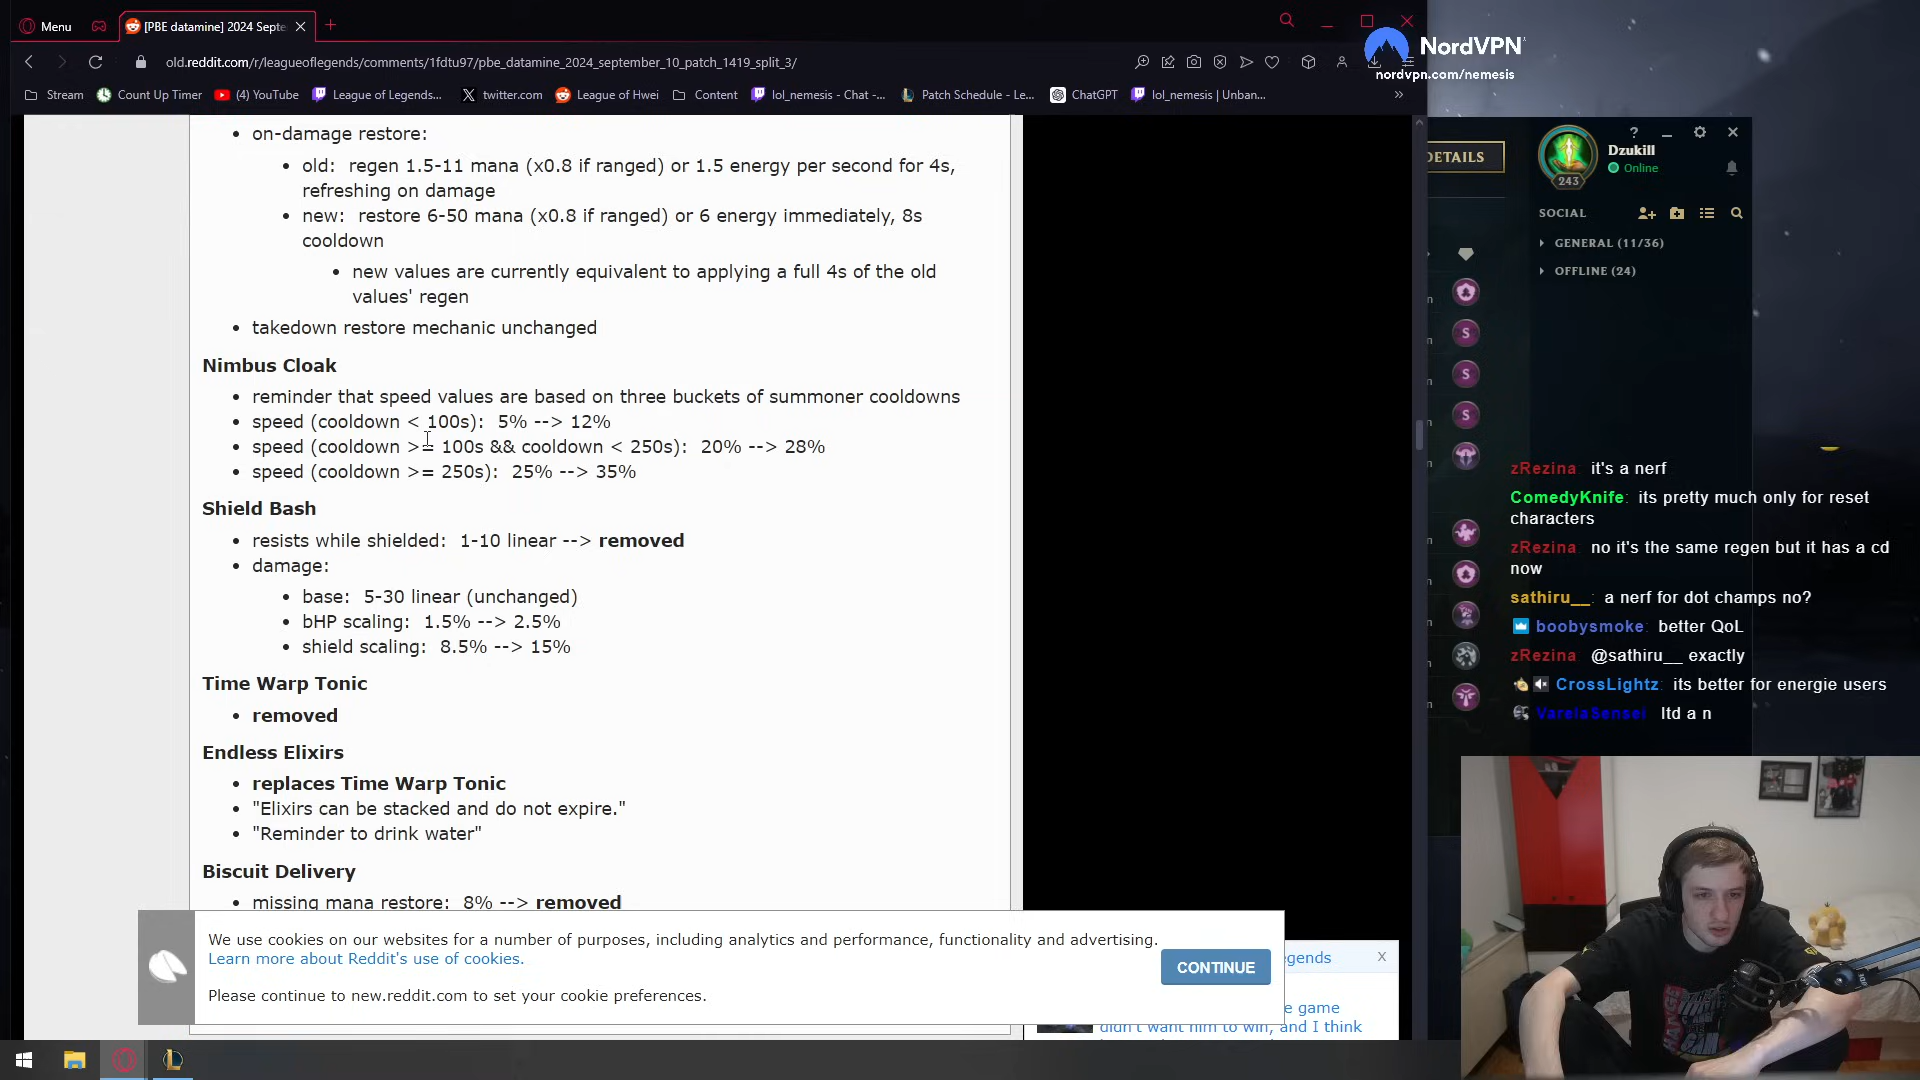 Menu
[PBE datamine] 2024 Septe
NordVPN
nordvpn.com/nemesis
old.reddit.com/r/leagueoflegends/comments/1fdtu97/pbe_datamine_2024_september_10_patch_1419_split_3/
Stream
Count Up Timer
(4) YouTube
League of Legends...
twitter.com
League of Hwei
Content
lol_nemesis - Chat -...
Patch Schedule - Le...
ChatGPT
lol_nemesis | Unban...
»
• on-damage restore:
• old: regen 1.5-11 mana (x0.8 if ranged) or 1.5 energy per second for 4s,
refreshing on damage
• new: restore 6-50 mana (x0.8 if ranged) or 6 energy immediately, 8s
cooldown
• new values are currently equivalent to applying a full 4s of the old
values' regen
• takedown restore mechanic unchanged
Nimbus Cloak
• reminder that speed values are based on three buckets of summoner cooldowns
• speed (cooldown < 100s): 5% --> 12%
• speed (cooldown >= 100s && cooldown < 250s): 20% --> 28%
• speed (cooldown >= 250s): 25% --> 35%
Shield Bash
• resists while shielded: 1-10 linear --> removed
• damage:
• base: 5-30 linear (unchanged)
• bHP scaling: 1.5% --> 2.5%
• shield scaling: 8.5% --> 15%
Time Warp Tonic
• removed
Endless Elixirs
• replaces Time Warp Tonic
• "Elixirs can be stacked and do not expire."
• "Reminder to drink water"
Biscuit Delivery
• missing mana restore: 8% --> removed
We use cookies on our websites for a number of purposes, including analytics and performance, functionality and advertising.
Learn more about Reddit's use of cookies.
Please continue to new.reddit.com to set your cookie preferences.
CONTINUE
egends
X
e game
didn't want him to win, and I think
DETAILS
Dzukill
Online
243
SOCIAL
GENERAL (11/36)
OFFLINE (24)
S
S
S
zRezina: it's a nerf
ComedyKnife: its pretty much only for reset
characters
zRezina: no it's the same regen but it has a cd
now
sathiru__: a nerf for dot champs no?
boobysmoke: better QoL
zRezina: @sathiru__ exactly
CrossLightz: its better for energie users
VarelaSensei: ltd a n